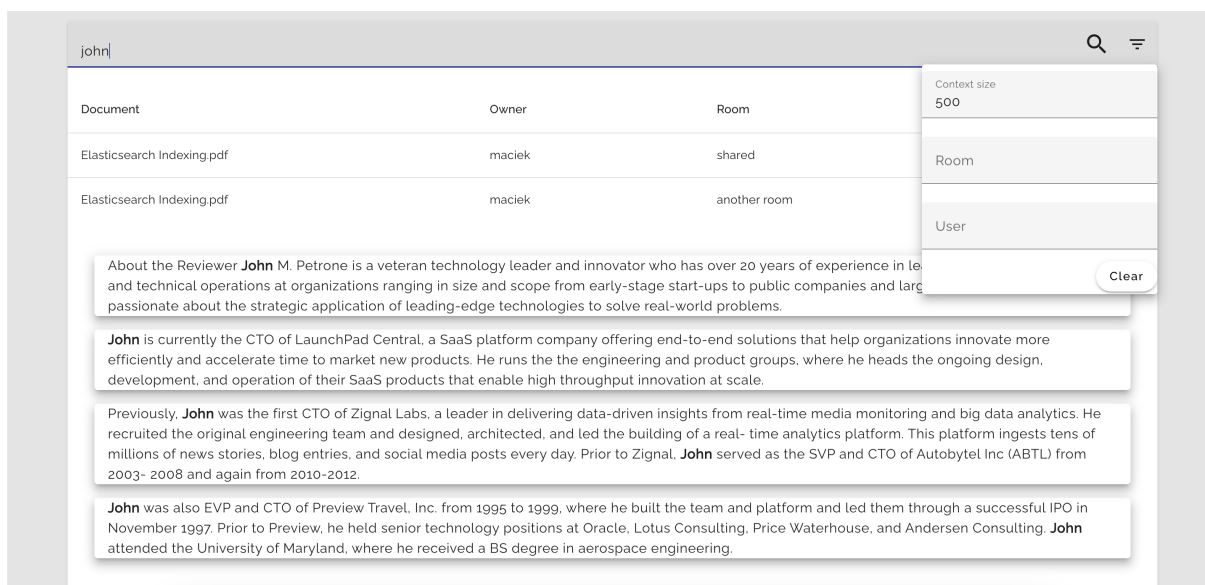 john
Context size
500
Room
User
Clear
Document Owner Room
Elasticsearch Indexing.pdf maciek shared
Elasticsearch Indexing.pdf maciek another room
About the Reviewer John M. Petrone is a veteran technology leader and innovator who has over 20 years of experience in
and technical operations at organizations ranging in size and scope from early-stage start-ups to public companies and
passionate about the strategic application of leading-edge technologies to solve real-world problems.
John is currently the CTO of LaunchPad Central, a SaaS platform company offering end-to-end solutions that help organizations innovate more
efficiently and accelerate time to market new products. He runs the the engineering and product groups, where he heads the ongoing design,
development, and operation of their SaaS products that enable high throughput innovation at scale.
Previously, John was the first CTO of Zignal Labs, a leader in delivering data-driven insights from real-time media monitoring and big data analytics. He
recruited the original engineering team and designed, architected, and led the building of a real- time analytics platform. This platform ingests tens of
millions of news stories, blog entries, and social media posts every day. Prior to Zignal, John served as the SVP and CTO of Autobytel Inc (ABTL) from
2003- 2008 and again from 2010-2012.
John was also EVP and CTO of Preview Travel, Inc. from 1995 to 1999, where he built the team and platform and led them through a successful IPO in
November 1997. Prior to Preview, he held senior technology positions at Oracle, Lotus Consulting, Price Waterhouse, and Andersen Consulting. John
attended the University of Maryland, where he received a BS degree in aerospace engineering.